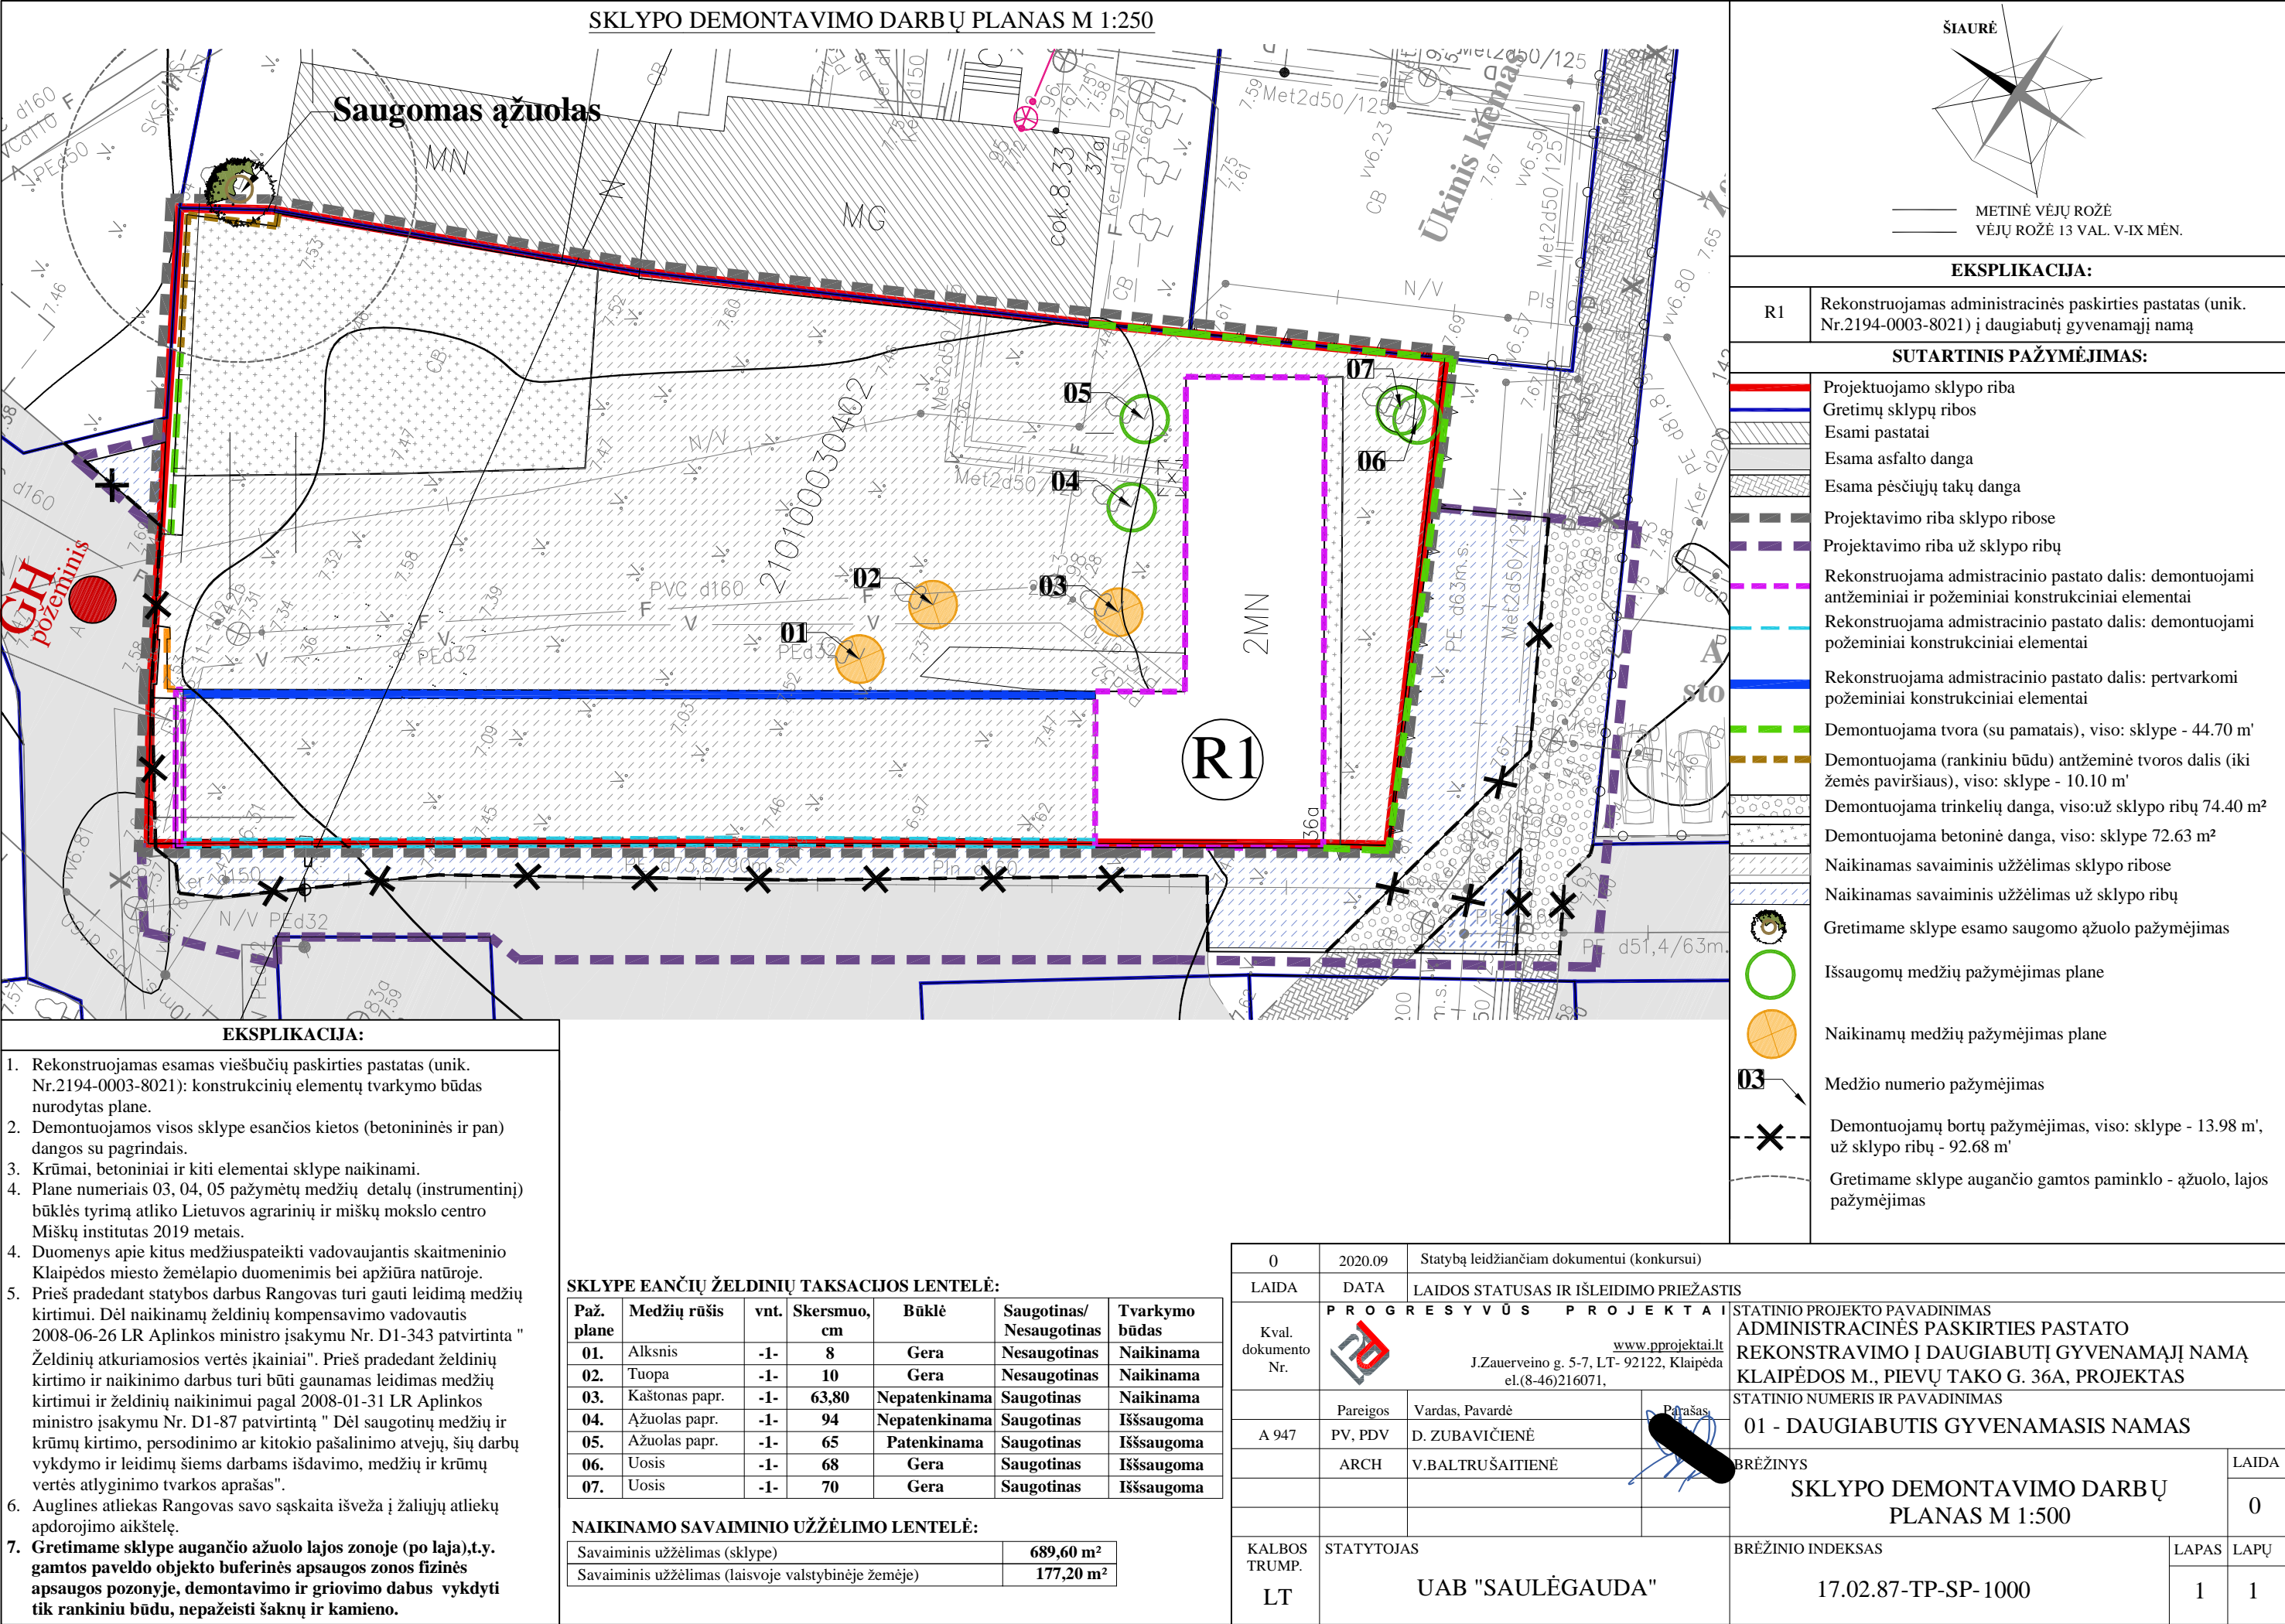 SKLYPO DEMONTAVIMO DARBŲ PLANAS M 1:250
Saugomas ąžuolas
MN
N
MG
cok.8.33
37a
CB
Ūkinis kiemas
Met2d50/125
N/V
PVC d160
PEd32
21010003040​2
2MN
R1
36a
GH
požeminis
01
02
03
04
05
06
07
N/V PEd32
PE d51,4/63m.
ŠIAURĖ
METINĖ VĖJŲ ROŽĖ
VĖJŲ ROŽĖ 13 VAL. V-IX MĖN.
EKSPLIKACIJA:
R1
Rekonstruojamas administracinės paskirties pastatas (unik.
Nr.2194-0003-8021) į daugiabutį gyvenamąjį namą
SUTARTINIS PAŽYMĖJIMAS:
Projektuojamo sklypo riba
Gretimų sklypų ribos
Esami pastatai
Esama asfalto danga
Esama pėsčiųjų takų danga
Projektavimo riba sklypo ribose
Projektavimo riba už sklypo ribų
Rekonstruojama admistracinio pastato dalis: demontuojami
antžeminiai ir požeminiai konstrukciniai elementai
Rekonstruojama admistracinio pastato dalis: demontuojami
požeminiai konstrukciniai elementai
Rekonstruojama admistracinio pastato dalis: pertvarkomi
požeminiai konstrukciniai elementai
Demontuojama tvora (su pamatais), viso: sklype - 44.70 m'
Demontuojama (rankiniu būdu) antžeminė tvoros dalis (iki
žemės paviršiaus), viso: sklype - 10.10 m'
Demontuojama trinkelių danga, viso:už sklypo ribų 74.40 m²
Demontuojama betoninė danga, viso: sklype 72.63 m²
Naikinamas savaiminis užžėlimas sklypo ribose
Naikinamas savaiminis užžėlimas už sklypo ribų
Gretimame sklype esamo saugomo ąžuolo pažymėjimas
Išsaugomų medžių pažymėjimas plane
Naikinamų medžių pažymėjimas plane
03
Medžio numerio pažymėjimas
Demontuojamų bortų pažymėjimas, viso: sklype - 13.98 m',
už sklypo ribų - 92.68 m'
Gretimame sklype augančio gamtos paminklo - ąžuolo, lajos
pažymėjimas
EKSPLIKACIJA:
1. Rekonstruojamas esamas viešbučių paskirties pastatas (unik.
Nr.2194-0003-8021): konstrukcinių elementų tvarkymo būdas
nurodytas plane.
2. Demontuojamos visos sklype esančios kietos (betonininės ir pan)
dangos su pagrindais.
3. Krūmai, betoniniai ir kiti elementai sklype naikinami.
4. Plane numeriais 03, 04, 05 pažymėtų medžių detalų (instrumentinį)
būklės tyrimą atliko Lietuvos agrarinių ir miškų mokslo centro
Miškų institutas 2019 metais.
4. Duomenys apie kitus medžiuspateikti vadovaujantis skaitmeninio
Klaipėdos miesto žemėlapio duomenimis bei apžiūra natūroje.
5. Prieš pradedant statybos darbus Rangovas turi gauti leidimą medžių
kirtimui. Dėl naikinamų želdinių kompensavimo vadovautis
2008-06-26 LR Aplinkos ministro įsakymu Nr. D1-343 patvirtinta "
Želdinių atkuriamosios vertės įkainiai". Prieš pradedant želdinių
kirtimo ir naikinimo darbus turi būti gaunamas leidimas medžių
kirtimui ir želdinių naikinimui pagal 2008-01-31 LR Aplinkos
ministro įsakymu Nr. D1-87 patvirtintą " Dėl saugotinų medžių ir
krūmų kirtimo, persodinimo ar kitokio pašalinimo atvejų, šių darbų
vykdymo ir leidimų šiems darbams išdavimo, medžių ir krūmų
vertės atlyginimo tvarkos aprašas".
6. Auglines atliekas Rangovas savo sąskaita išveža į žaliųjų atliekų
apdorojimo aikštelę.
7. Gretimame sklype augančio ąžuolo lajos zonoje (po laja),t.y.
gamtos paveldo objekto buferinės apsaugos zonos fizinės
apsaugos pozonyje, demontavimo ir griovimo dabus vykdyti
tik rankiniu būdu, nepažeisti šaknų ir kamieno.
SKLYPE EANČIŲ ŽELDINIŲ TAKSACIJOS LENTELĖ:
Paž. plane Medžių rūšis vnt. Skersmuo, cm Būklė Saugotinas/ Nesaugotinas Tvarkymo būdas
01. Alksnis -1- 8 Gera Nesaugotinas Naikinama
02. Tuopa -1- 10 Gera Nesaugotinas Naikinama
03. Kaštonas papr. -1- 63,80 Nepatenkinama Saugotinas Naikinama
04. Ąžuolas papr. -1- 94 Nepatenkinama Saugotinas Iššsaugoma
05. Ažuolas papr. -1- 65 Patenkinama Saugotinas Iššsaugoma
06. Uosis -1- 68 Gera Saugotinas Iššsaugoma
07. Uosis -1- 70 Gera Saugotinas Iššsaugoma
NAIKINAMO SAVAIMINIO UŽŽĖLIMO LENTELĖ:
Savaiminis užžėlimas (sklype) 689,60 m²
Savaiminis užžėlimas (laisvoje valstybinėje žemėje) 177,20 m²
0 2020.09 Statybą leidžiančiam dokumentui (konkursui)
LAIDA DATA LAIDOS STATUSAS IR IŠLEIDIMO PRIEŽASTIS
Kval.
dokumento
Nr.
PROGRESYVŪS PROJEKTAI
www.pprojektai.lt
J.Zauerveino g. 5-7, LT- 92122, Klaipėda
el.(8-46)216071,
STATINIO PROJEKTO PAVADINIMAS
ADMINISTRACINĖS PASKIRTIES PASTATO
REKONSTRAVIMO Į DAUGIABUTĮ GYVENAMĄJĮ NAMĄ
KLAIPĖDOS M., PIEVŲ TAKO G. 36A, PROJEKTAS
Pareigos Vardas, Pavardė Parašas
A 947 PV, PDV D. ZUBAVIČIENĖ
ARCH V.BALTRUŠAITIENĖ
STATINIO NUMERIS IR PAVADINIMAS
01 - DAUGIABUTIS GYVENAMASIS NAMAS
BRĖŽINYS LAIDA
SKLYPO DEMONTAVIMO DARBŲ
PLANAS M 1:500
0
KALBOS
TRUMP.
LT
STATYTOJAS
UAB "SAULĖGAUDA"
BRĖŽINIO INDEKSAS LAPAS LAPŲ
17.02.87-TP-SP-1000 1 1